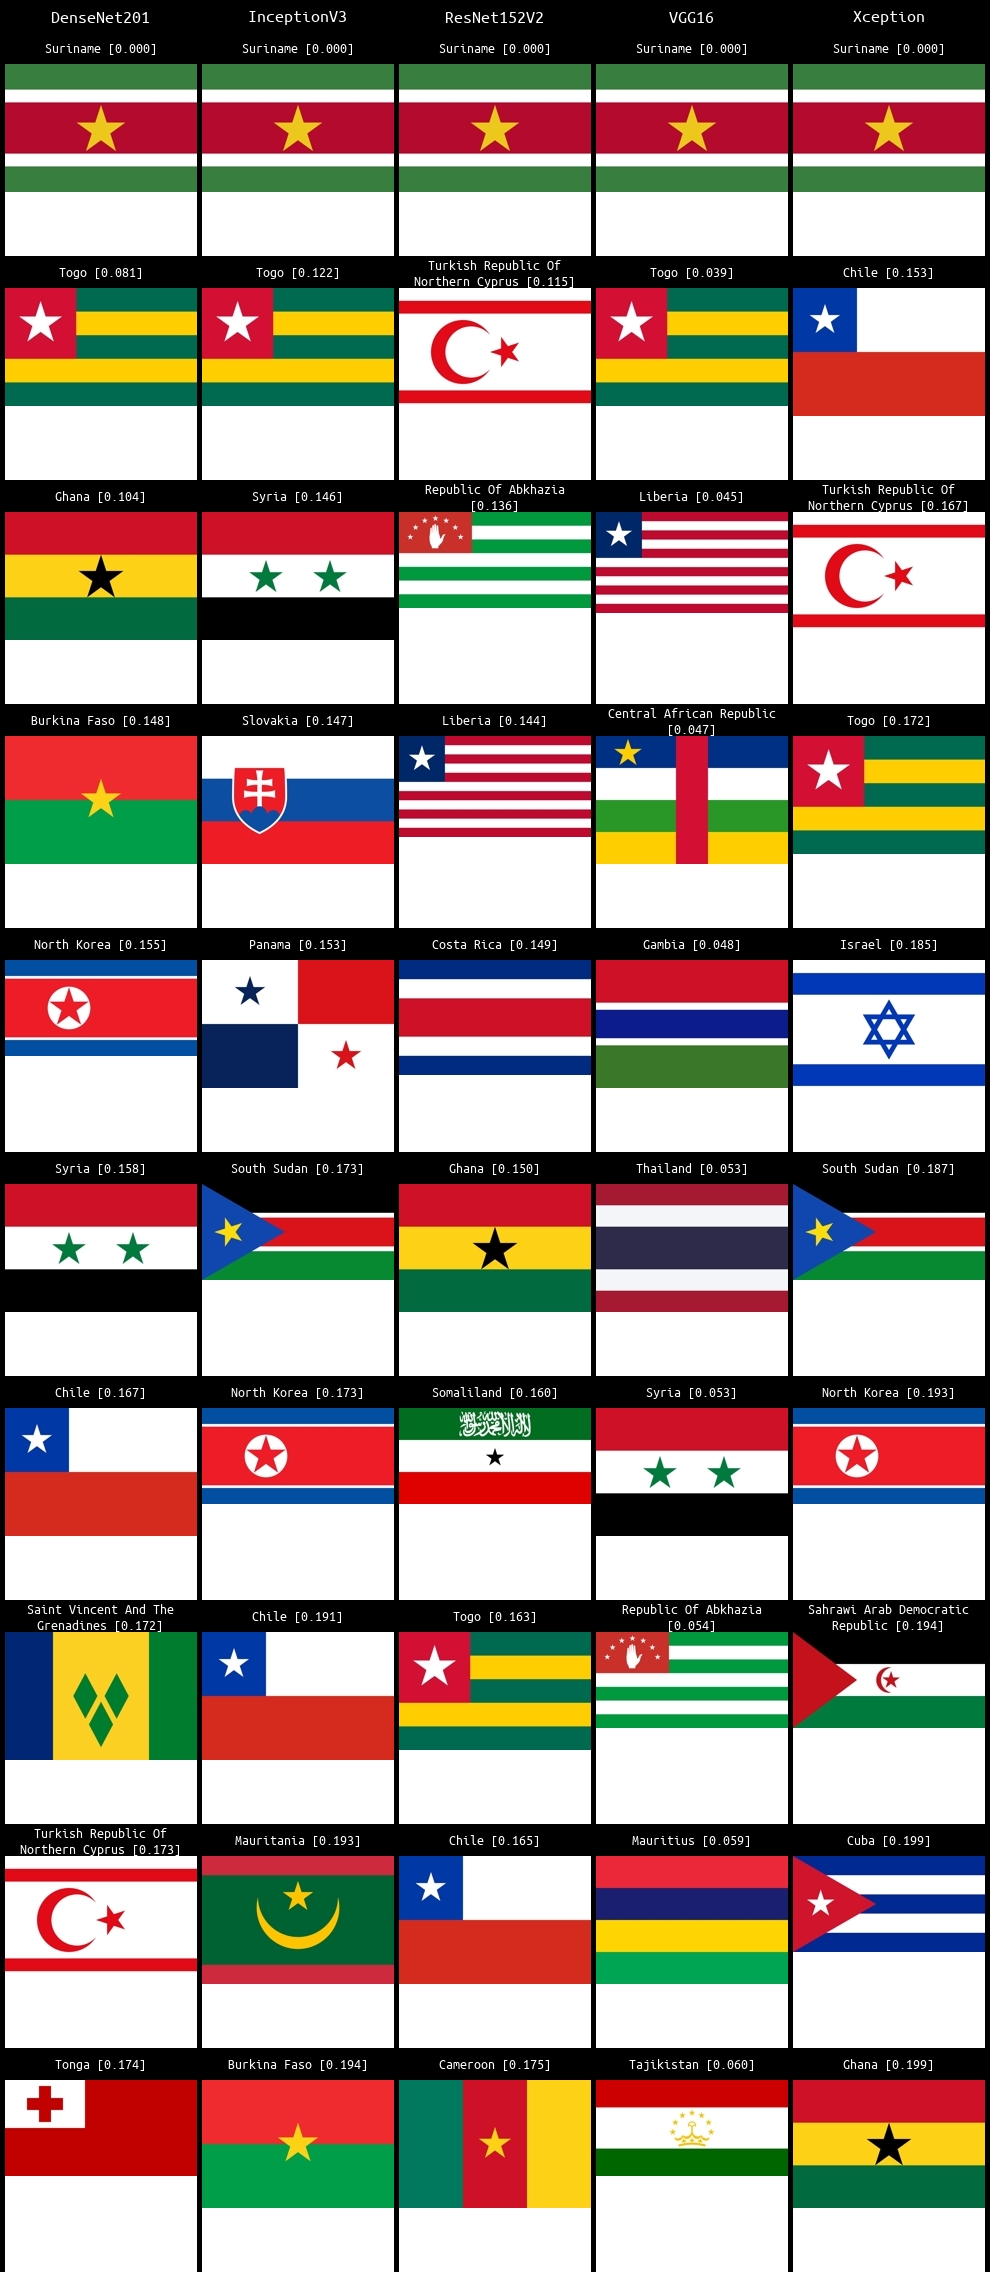 DenseNet201 InceptionV3 ResNet152V2 VGG16 Xception
Suriname [0.000] Suriname [0.000] Suriname [0.000] Suriname [0.000] Suriname [0.000]
Togo [0.081] Togo [0.122] Turkish Republic Of Togo [0.039] Chile [0.153]
Northern Cyprus [0.115]
Ghana [0.104] Syria [0.146] Republic Of Abkhazia Liberia [0.045] Turkish Republic Of
[0.136] Northern Cyprus [0.167]
Burkina Faso [0.148] Slovakia [0.147] Liberia [0.144] Central African Republic Togo [0.172]
[0.047]
North Korea [0.155] Panama [0.153] Costa Rica [0.149] Gambia [0.048] Israel [0.185]
Syria [0.158] South Sudan [0.173] Ghana [0.150] Thailand [0.053] South Sudan [0.187]
Chile [0.167] North Korea [0.173] Somaliland [0.160] Syria [0.053] North Korea [0.193]
لا إله إلا الله محمد رسول الله
Saint Vincent And The Chile [0.191] Togo [0.163] Republic Of Abkhazia Sahrawi Arab Democratic
Grenadines [0.172] [0.054] Republic [0.194]
Turkish Republic Of Mauritania [0.193] Chile [0.165] Mauritius [0.059] Cuba [0.199]
Northern Cyprus [0.173]
Tonga [0.174] Burkina Faso [0.194] Cameroon [0.175] Tajikistan [0.060] Ghana [0.199]